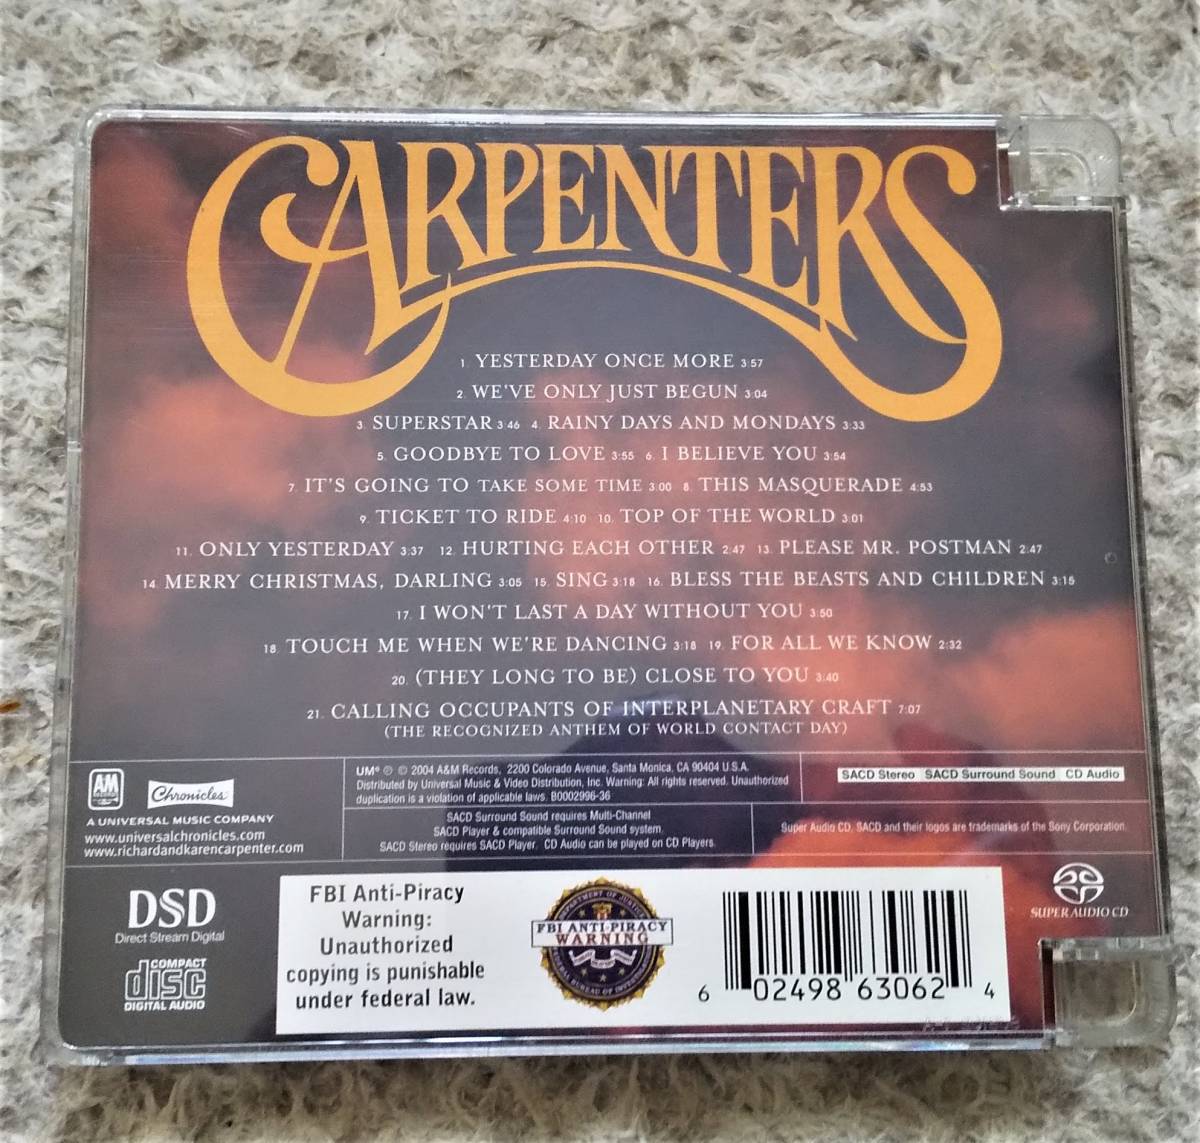 CARPENTERS
1. YESTERDAY ONCE MORE 3:57
2. WE'VE ONLY JUST BEGUN 3:04
3. SUPERSTAR 3:46 4. RAINY DAYS AND MONDAYS 3:33
5. GOODBYE TO LOVE 3:55 6. I BELIEVE YOU 3:54
7. IT'S GOING TO TAKE SOME TIME 3:00 8. THIS MASQUERADE 4:53
9. TICKET TO RIDE 4:10 10. TOP OF THE WORLD 3:01
11. ONLY YESTERDAY 3:37 12. HURTING EACH OTHER 2:47 13. PLEASE MR. POSTMAN 2:47
14. MERRY CHRISTMAS, DARLING 3:05 15. SING 3:18 16. BLESS THE BEASTS AND CHILDREN 3:15
17. I WON'T LAST A DAY WITHOUT YOU 3:50
18. TOUCH ME WHEN WE'RE DANCING 3:18 19. FOR ALL WE KNOW 2:32
20. (THEY LONG TO BE) CLOSE TO YOU 3:40
21. CALLING OCCUPANTS OF INTERPLANETARY CRAFT 7:07
(THE RECOGNIZED ANTHEM OF WORLD CONTACT DAY)
AM
Chronicles
A UNIVERSAL MUSIC COMPANY
www.universalchronicles.com
www.richardandkarencarpenter.com
UMe ℗ © 2004 A&M Records, 2200 Colorado Avenue, Santa Monica, CA 90404 U.S.A.
Distributed by Universal Music & Video Distribution, Inc. Warning: All rights reserved. Unauthorized
duplication is a violation of applicable laws. B0002996-36
SACD Surround Sound requires Multi-Channel
SACD Player & compatible Surround Sound system.
SACD Stereo requires SACD Player. CD Audio can be played on CD Players.
SACD Stereo SACD Surround Sound CD Audio
Super Audio CD, SACD and their logos are trademarks of the Sony Corporation.
DSD
Direct Stream Digital
COMPACT
disc
DIGITAL AUDIO
FBI Anti-Piracy
Warning:
Unauthorized
copying is punishable
under federal law.
DEPARTMENT OF JUSTICE
FBI ANTI-PIRACY
WARNING
FEDERAL BUREAU OF INVESTIGATION
6 02498 63062 4
SUPER AUDIO CD